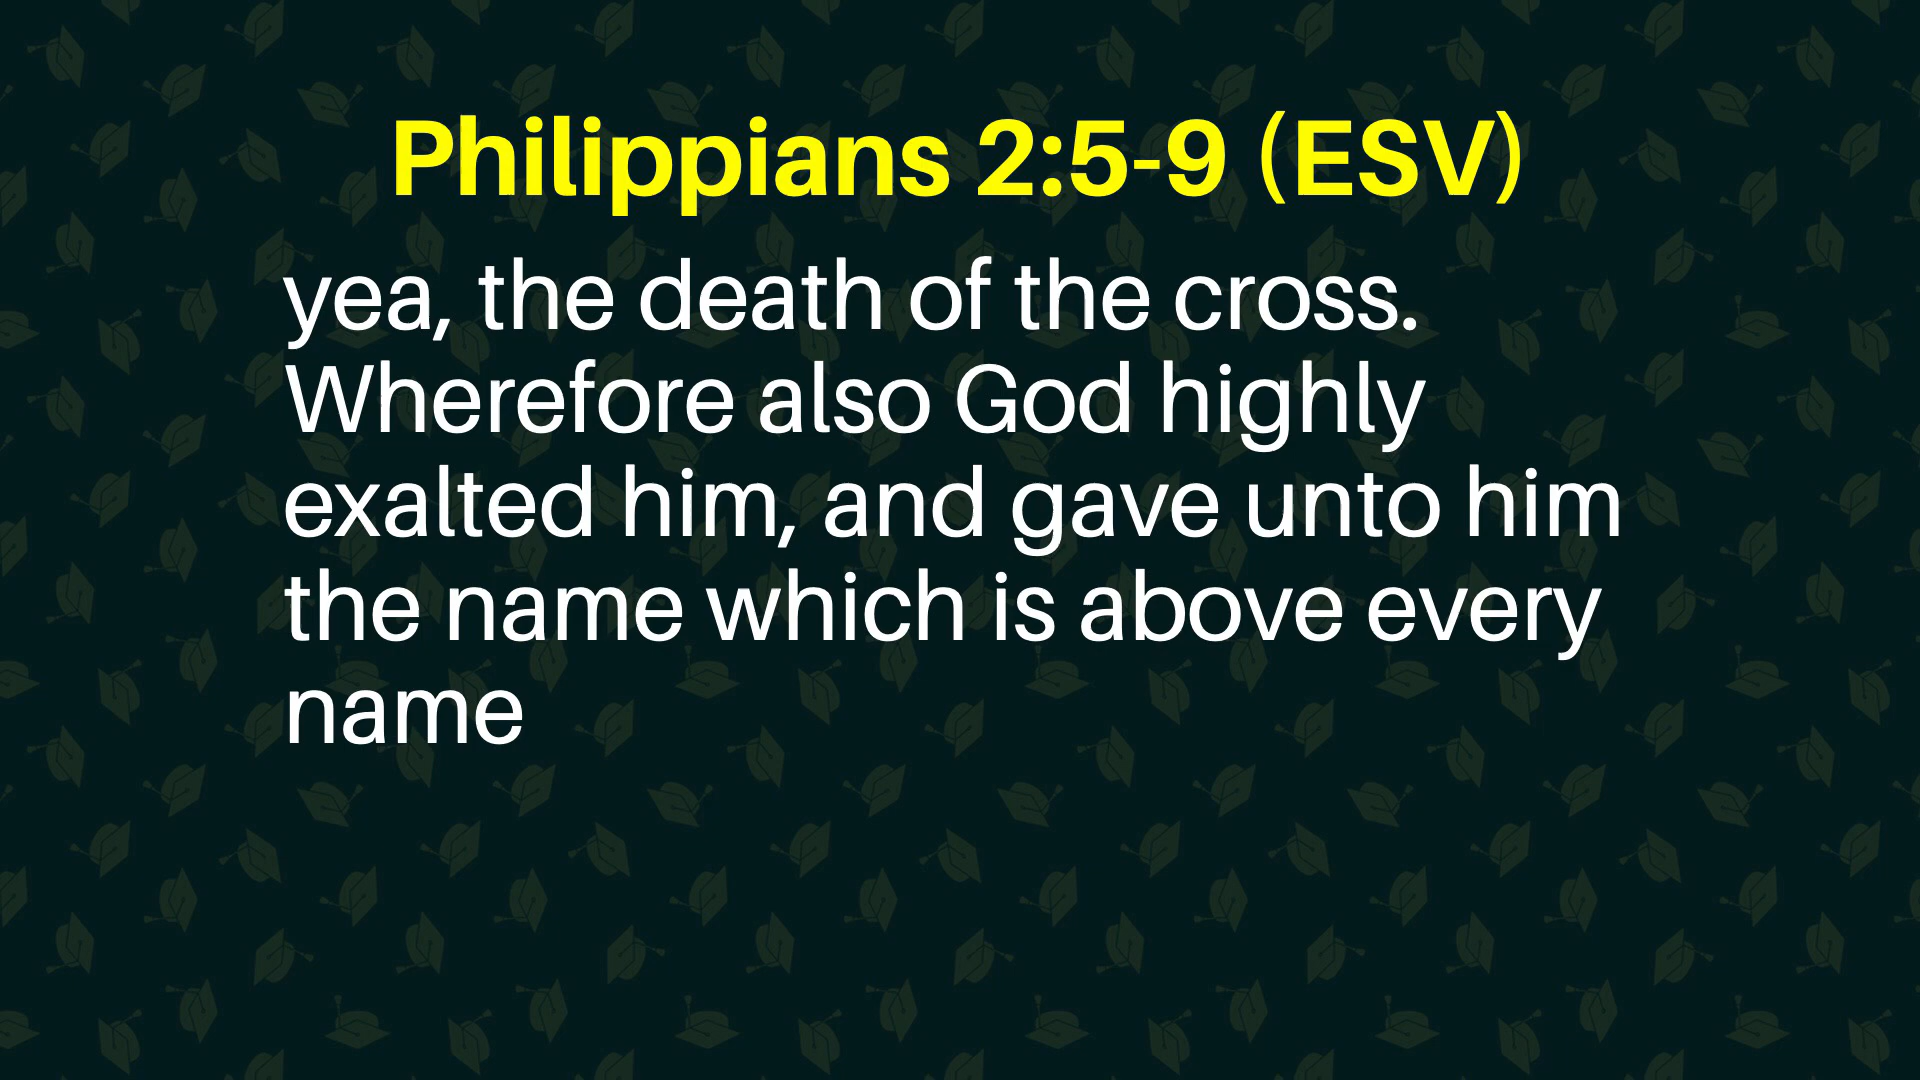 Philippians 2:5-9 (ESV)
yea, the death of the cross.
Wherefore also God highly
exalted him, and gave unto him
the name which is above every
name